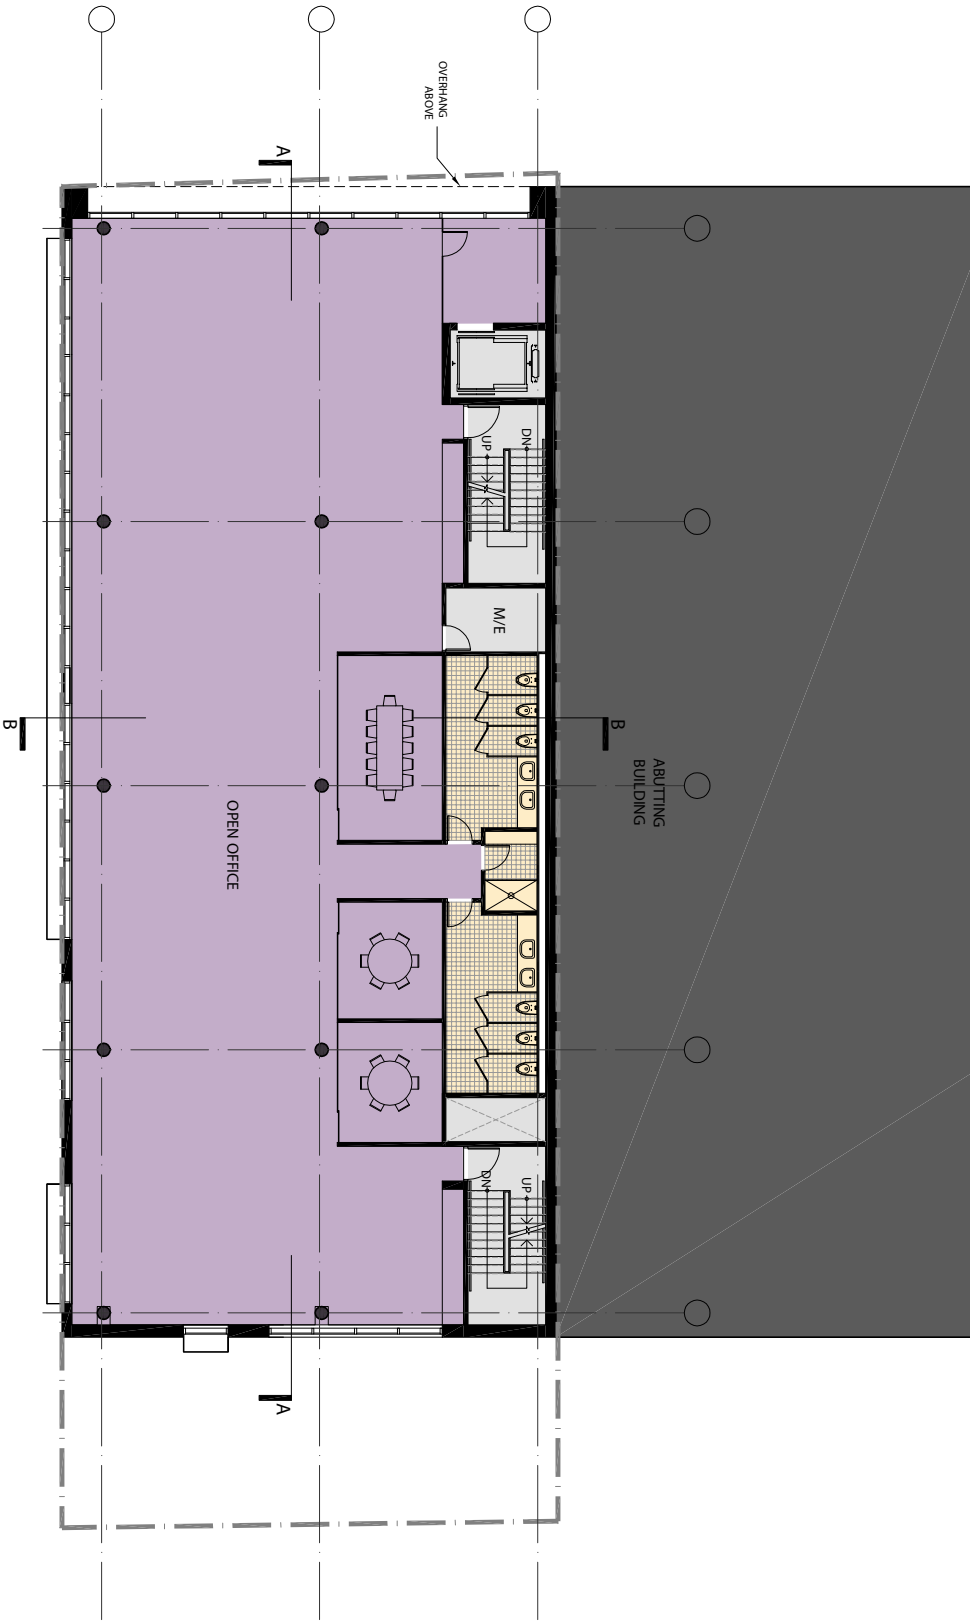 OVERHANG
ABOVE
A
DN
UP
M/E
B
B
ABUTTING
BUILDING
OPEN OFFICE
DN
UP
A